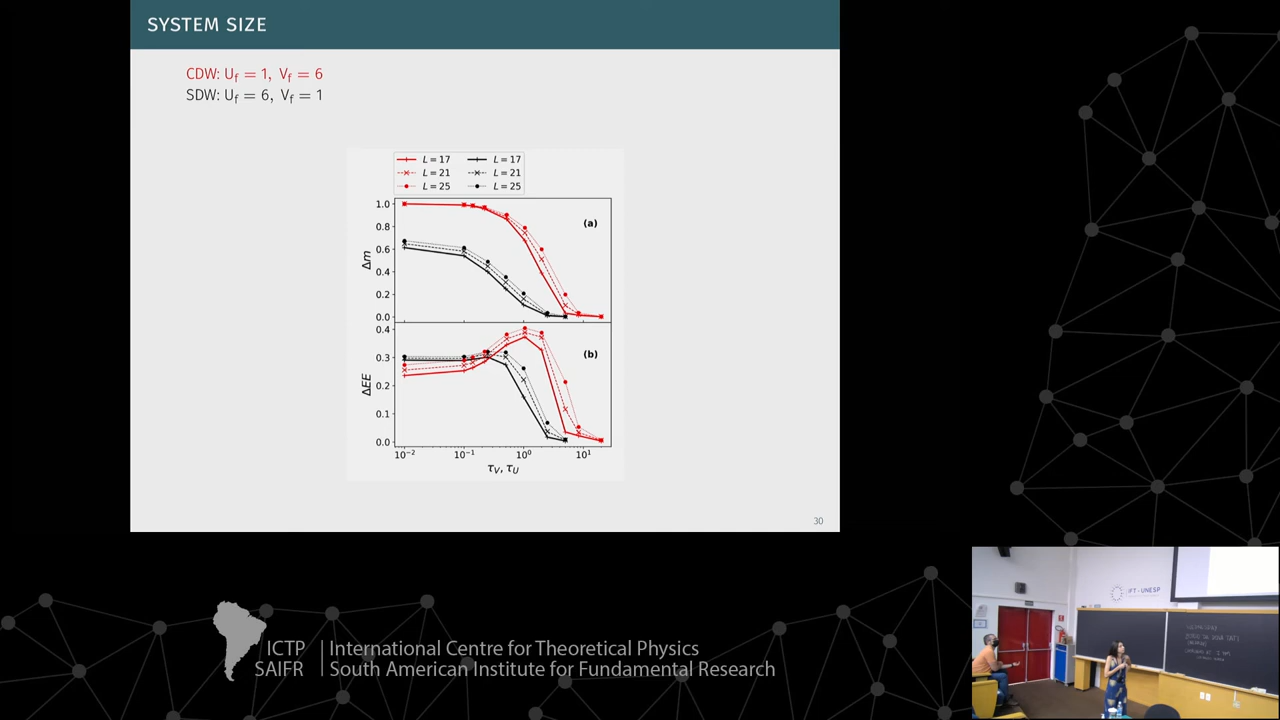 SYSTEM SIZE
CDW: U_f = 1, V_f = 6
SDW: U_f = 6, V_f = 1
L = 17 L = 17
L = 21 L = 21
L = 25 L = 25
(a)
1.0
0.8
0.6
0.4
0.2
0.0
Δm
(b)
0.4
0.3
0.2
0.1
0.0
ΔEE
10⁻² 10⁻¹ 10⁰ 10¹
τ_V, τ_U
30
IFT - UNESP
ICTP | International Centre for Theoretical Physics
SAIFR | South American Institute for Fundamental Research